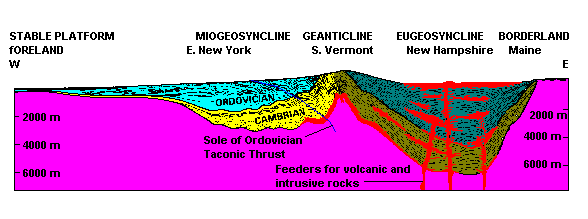 STABLE PLATFORM MIOGEOSYNCLINE GEANTICLINE EUGEOSYNCLINE BORDERLAND
fORELAND E. New York S. Vermont New Hampshire Maine
W E
ORDOVICIAN
CAMBRIAN
2000 m 2000 m
4000 m 4000 m
6000 m 6000 m
Sole of Ordovician
Taconic Thrust
Feeders for volcanic and
intrusive rocks